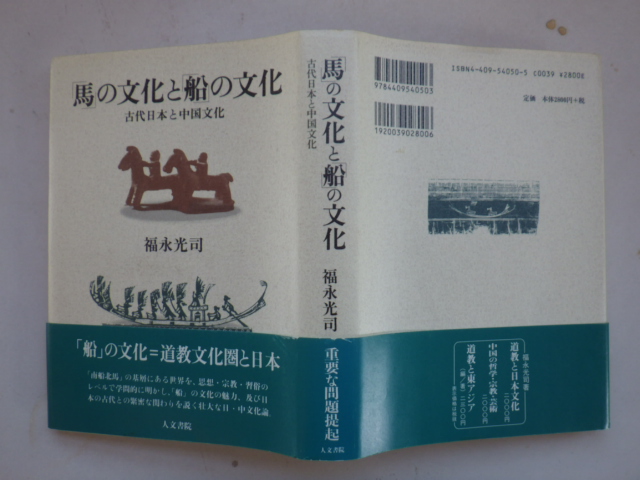 「馬」の文化と「船」の文化
古代日本と中国文化
福永光司
「船」の文化=道教文化圏と日本
「南船北馬」の基層にある世界を、思想・宗教・習俗の
レベルで学問的に明かし、「船」の文化の魅力、及び日
本の古代との緊密な関わりを説く壮大な日・中文化論。
人文書院
「馬」の文化と「船」の文化
古代日本と中国文化
福永光司
重要な問題提起
人文書院
9784409540503
1920039028006
ISBN4-409-54050-5 C0039 ¥2800E
定価 本体2800円+税
福永光司著
道教と日本文化
中国の哲学・宗教・芸術
道教と東アジア